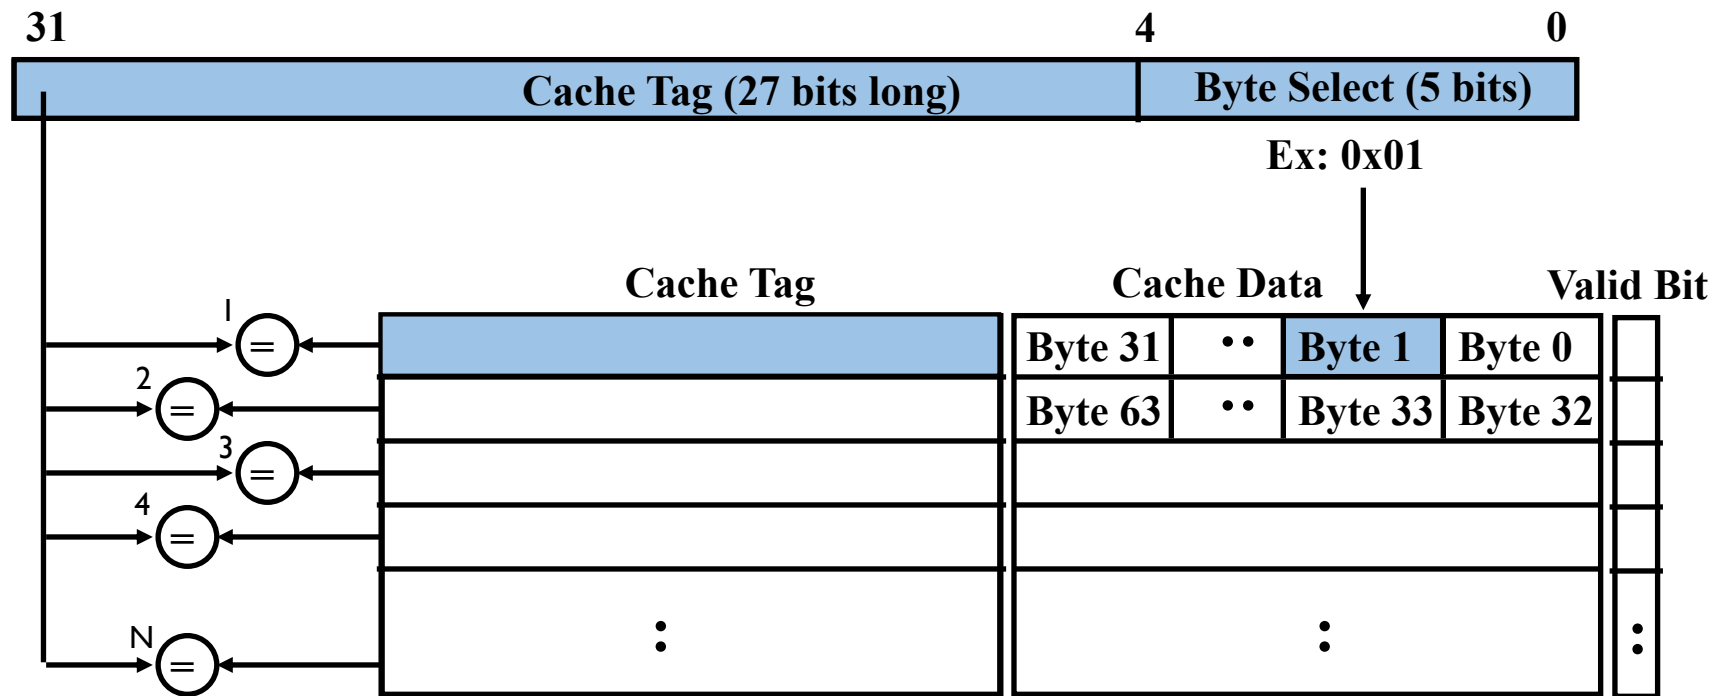 31 4 0
Cache Tag (27 bits long) Byte Select (5 bits)
Ex: 0x01
Cache Tag Cache Data Valid Bit
1 = Byte 31 •• Byte 1 Byte 0
2 = Byte 63 •• Byte 33 Byte 32
3 =
4 =
N = : : :